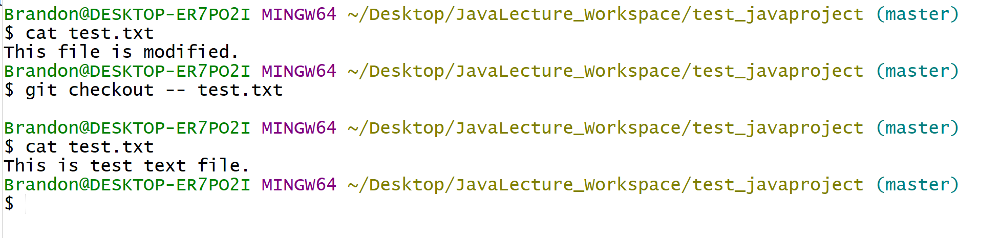 Brandon@DESKTOP-ER7PO2I MINGW64 ~/Desktop/JavaLecture_Workspace/test_javaproject (master)
$ cat test.txt
This file is modified.
Brandon@DESKTOP-ER7PO2I MINGW64 ~/Desktop/JavaLecture_Workspace/test_javaproject (master)
$ git checkout -- test.txt
Brandon@DESKTOP-ER7PO2I MINGW64 ~/Desktop/JavaLecture_Workspace/test_javaproject (master)
$ cat test.txt
This is test text file.
Brandon@DESKTOP-ER7PO2I MINGW64 ~/Desktop/JavaLecture_Workspace/test_javaproject (master)
$